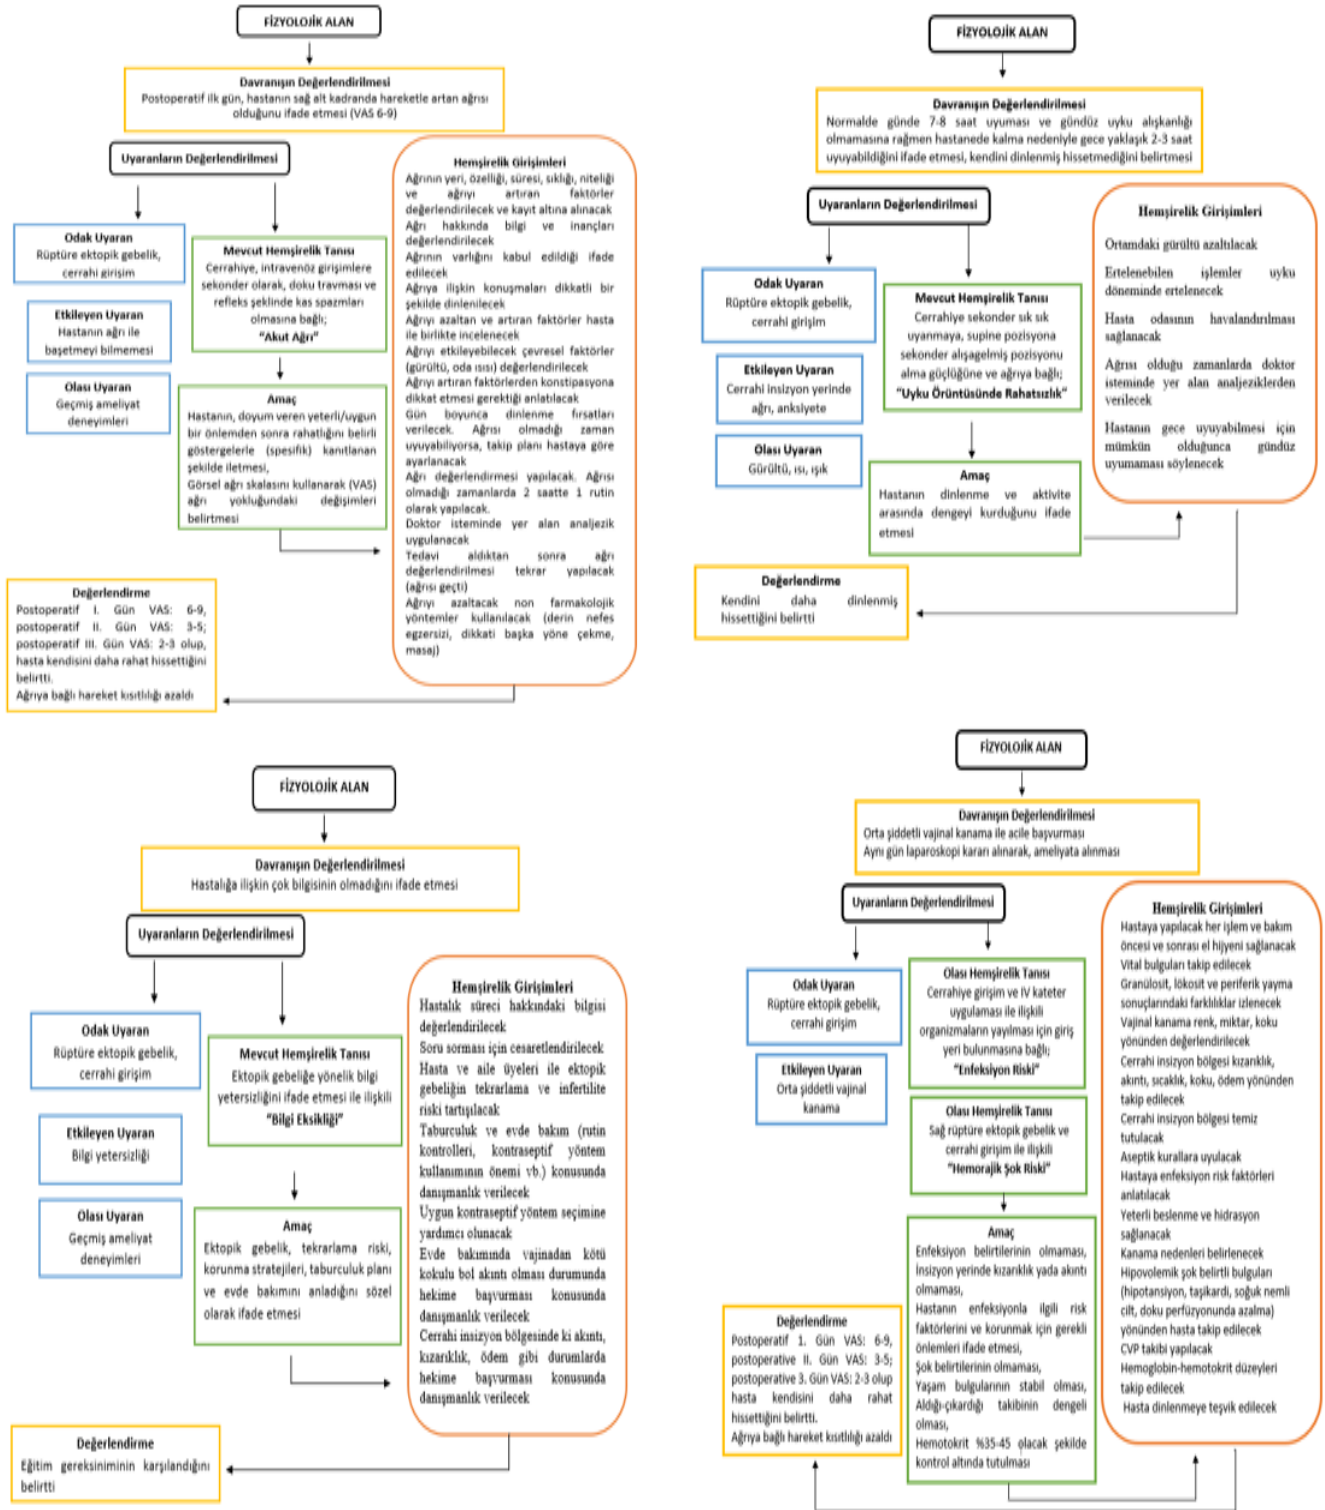 FİZYOLOJİK ALAN
Davranışın Değerlendirilmesi
Postoperatif ilk gün, hastanın sağ alt kadranda hareketle artan ağrısı
olduğunu ifade etmesi (VAS 6-9)
Uyaranların Değerlendirilmesi
Odak Uyaran
Rüptüre ektopik gebelik,
cerrahi girişim
Etkileyen Uyaran
Hastanın ağrı ile
başetmeyi bilmemesi
Olası Uyaran
Geçmiş ameliyat
deneyimleri
Mevcut Hemşirelik Tanısı
Cerrahiye, intravenöz girişimlere
sekonder olarak, doku travması ve
refleks şeklinde kas spazmları
olmasına bağlı;
"Akut Ağrı"
Amaç
Hastanın, doyum veren yeterli/uygun
bir önlemden sonra rahatlığını belirli
göstergelerle (spesifik) kanıtlanan
şekilde iletmesi,
Görsel ağrı skalasını kullanarak (VAS)
ağrı yokluğundaki değişimleri
belirtmesi
Hemşirelik Girişimleri
Ağrının yeri, özelliği, süresi, sıklığı, niteliği
ve ağrıyı artıran faktörler
değerlendirilecek ve kayıt altına alınacak
Ağrı hakkında bilgi ve inançları
değerlendirilecek
Ağrının varlığını kabul edildiği ifade
edilecek
Ağrıya ilişkin konuşmaları dikkatli bir
şekilde dinlenilecek
Ağrıyı azaltan ve artıran faktörler hasta
ile birlikte incelenecek
Ağrıyı etkileyebilecek çevresel faktörler
(gürültü, oda ısısı) değerlendirilecek
Ağrıyı artıran faktörlerden konstipasyona
dikkat etmesi gerektiği anlatılacak
Gün boyunca dinlenme fırsatları
verilecek. Ağrısı olmadığı zaman
uyuyabiliyorsa, takip planı hastaya göre
ayarlanacak
Ağrı değerlendirmesi yapılacak. Ağrısı
olmadığı zamanlarda 2 saatte 1 rutin
olarak yapılacak.
Doktor isteminde yer alan analjezik
uygulanacak
Tedavi aldıktan sonra ağrı
değerlendirilmesi tekrar yapılacak
(ağrısı geçti)
Ağrıyı azaltacak non farmakolojik
yöntemler kullanılacak (derin nefes
egzersizi, dikkati başka yöne çekme,
masaj)
Değerlendirme
Postoperatif I. Gün VAS: 6-9,
postoperatif II. Gün VAS: 3-5;
postoperatif III. Gün VAS: 2-3 olup,
hasta kendisini daha rahat hissettiğini
belirtti.
Ağrıya bağlı hareket kısıtlılığı azaldı
FİZYOLOJİK ALAN
Davranışın Değerlendirilmesi
Normalde günde 7-8 saat uyuması ve gündüz uyku alışkanlığı
olmamasına rağmen hastanede kalma nedeniyle gece yaklaşık 2-3 saat
uyuyabildiğini ifade etmesi, kendini dinlenmiş hissetmediğini belirtmesi
Uyaranların Değerlendirilmesi
Odak Uyaran
Rüptüre ektopik gebelik,
cerrahi girişim
Etkileyen Uyaran
Cerrahi insizyon yerinde
ağrı, anksiyete
Olası Uyaran
Gürültü, ısı, ışık
Mevcut Hemşirelik Tanısı
Cerrahiye sekonder sık sık
uyanmaya, supine pozisyona
sekonder alışagelmiş pozisyonu
alma güçlüğüne ve ağrıya bağlı;
"Uyku Örüntüsünde Rahatsızlık"
Amaç
Hastanın dinlenme ve aktivite
arasında dengeyi kurduğunu ifade
etmesi
Hemşirelik Girişimleri
Ortamdaki gürültü azaltılacak
Ertelenebilen işlemler uyku
döneminde ertelenecek
Hasta odasının havalandırılması
sağlanacak
Ağrısı olduğu zamanlarda doktor
isteminde yer alan analjeziklerden
verilecek
Hastanın gece uyuyabilmesi için
mümkün olduğunca gündüz
uyumaması söylenecek
Değerlendirme
Kendini daha dinlenmiş
hissettiğini belirtti
FİZYOLOJİK ALAN
Davranışın Değerlendirilmesi
Hastalığa ilişkin çok bilgisinin olmadığını ifade etmesi
Uyaranların Değerlendirilmesi
Odak Uyaran
Rüptüre ektopik gebelik,
cerrahi girişim
Etkileyen Uyaran
Bilgi yetersizliği
Olası Uyaran
Geçmiş ameliyat
deneyimleri
Mevcut Hemşirelik Tanısı
Ektopik gebeliğe yönelik bilgi
yetersizliğini ifade etmesi ile ilişkili
"Bilgi Eksikliği"
Amaç
Ektopik gebelik, tekrarlama riski,
korunma stratejileri, taburculuk planı
ve evde bakımını anladığını sözel
olarak ifade etmesi
Hemşirelik Girişimleri
Hastalık süreci hakkındaki bilgisi
değerlendirilecek
Soru sorması için cesaretlendirilecek
Hasta ve aile üyeleri ile ektopik
gebeliğin tekrarlama ve infertilite
riski tartışılacak
Taburculuk ve evde bakım (rutin
kontrolleri, kontraseptif yöntem
kullanımının önemi vb.) konusunda
danışmanlık verilecek
Uygun kontraseptif yöntem seçimine
yardımcı olunacak
Evde bakımında vajinadan kötü
kokulu bol akıntı olması durumunda
hekime başvurması konusunda
danışmanlık verilecek
Cerrahi insizyon bölgesinde ki akıntı,
kızarıklık, ödem gibi durumlarda
hekime başvurması konusunda
danışmanlık verilecek
Değerlendirme
Eğitim gereksiniminin karşılandığını
belirtti
FİZYOLOJİK ALAN
Davranışın Değerlendirilmesi
Orta şiddetli vajinal kanama ile acile başvurması
Aynı gün laparoskopi kararı alınarak, ameliyata alınması
Uyaranların Değerlendirilmesi
Odak Uyaran
Rüptüre ektopik gebelik,
cerrahi girişim
Etkileyen Uyaran
Orta şiddetli vajinal
kanama
Olası Hemşirelik Tanısı
Cerrahiye girişim ve IV kateter
uygulaması ile ilişkili
organizmaların yayılması için giriş
yeri bulunmasına bağlı;
"Enfeksiyon Riski"
Olası Hemşirelik Tanısı
Sağ rüptüre ektopik gebelik ve
cerrahi girişim ile ilişkili
"Hemorajik Şok Riski"
Amaç
Enfeksiyon belirtilerinin olmaması,
İnsizyon yerinde kızarıklık yada akıntı
olmaması,
Hastanın enfeksiyonla ilgili risk
faktörlerini ve korunmak için gerekli
önlemleri ifade etmesi,
Şok belirtilerinin olmaması,
Yaşam bulgularının stabil olması,
Aldığı-çıkardığı takibinin dengeli
olması,
Hemotokrit %35-45 olacak şekilde
kontrol altında tutulması
Hemşirelik Girişimleri
Hastaya yapılacak her işlem ve bakım
öncesi ve sonrası el hijyeni sağlanacak
Vital bulguları takip edilecek
Granülosit, lökosit ve periferik yayma
sonuçlarındaki farklılıklar izlenecek
Vajinal kanama renk, miktar, koku
yönünden değerlendirilecek
Cerrahi insizyon bölgesi kızarıklık,
akıntı, sıcaklık, koku, ödem yönünden
takip edilecek
Cerrahi insizyon bölgesi temiz
tutulacak
Aseptik kurallara uyulacak
Hastaya enfeksiyon risk faktörleri
anlatılacak
Yeterli beslenme ve hidrasyon
sağlanacak
Kanama nedenleri belirlenecek
Hipovolemik şok belirtli bulguları
(hipotansiyon, taşikardi, soğuk nemli
cilt, doku perfüzyonunda azalma)
yönünden hasta takip edilecek
CVP takibi yapılacak
Hemoglobin-hemotokrit düzeyleri
takip edilecek
Hasta dinlenmeye teşvik edilecek
Değerlendirme
Postoperatif 1. Gün VAS: 6-9,
postoperative II. Gün VAS: 3-5;
postoperative 3. Gün VAS: 2-3 olup
hasta kendisini daha rahat
hissettiğini belirtti.
Ağrıya bağlı hareket kısıtlılığı azaldı